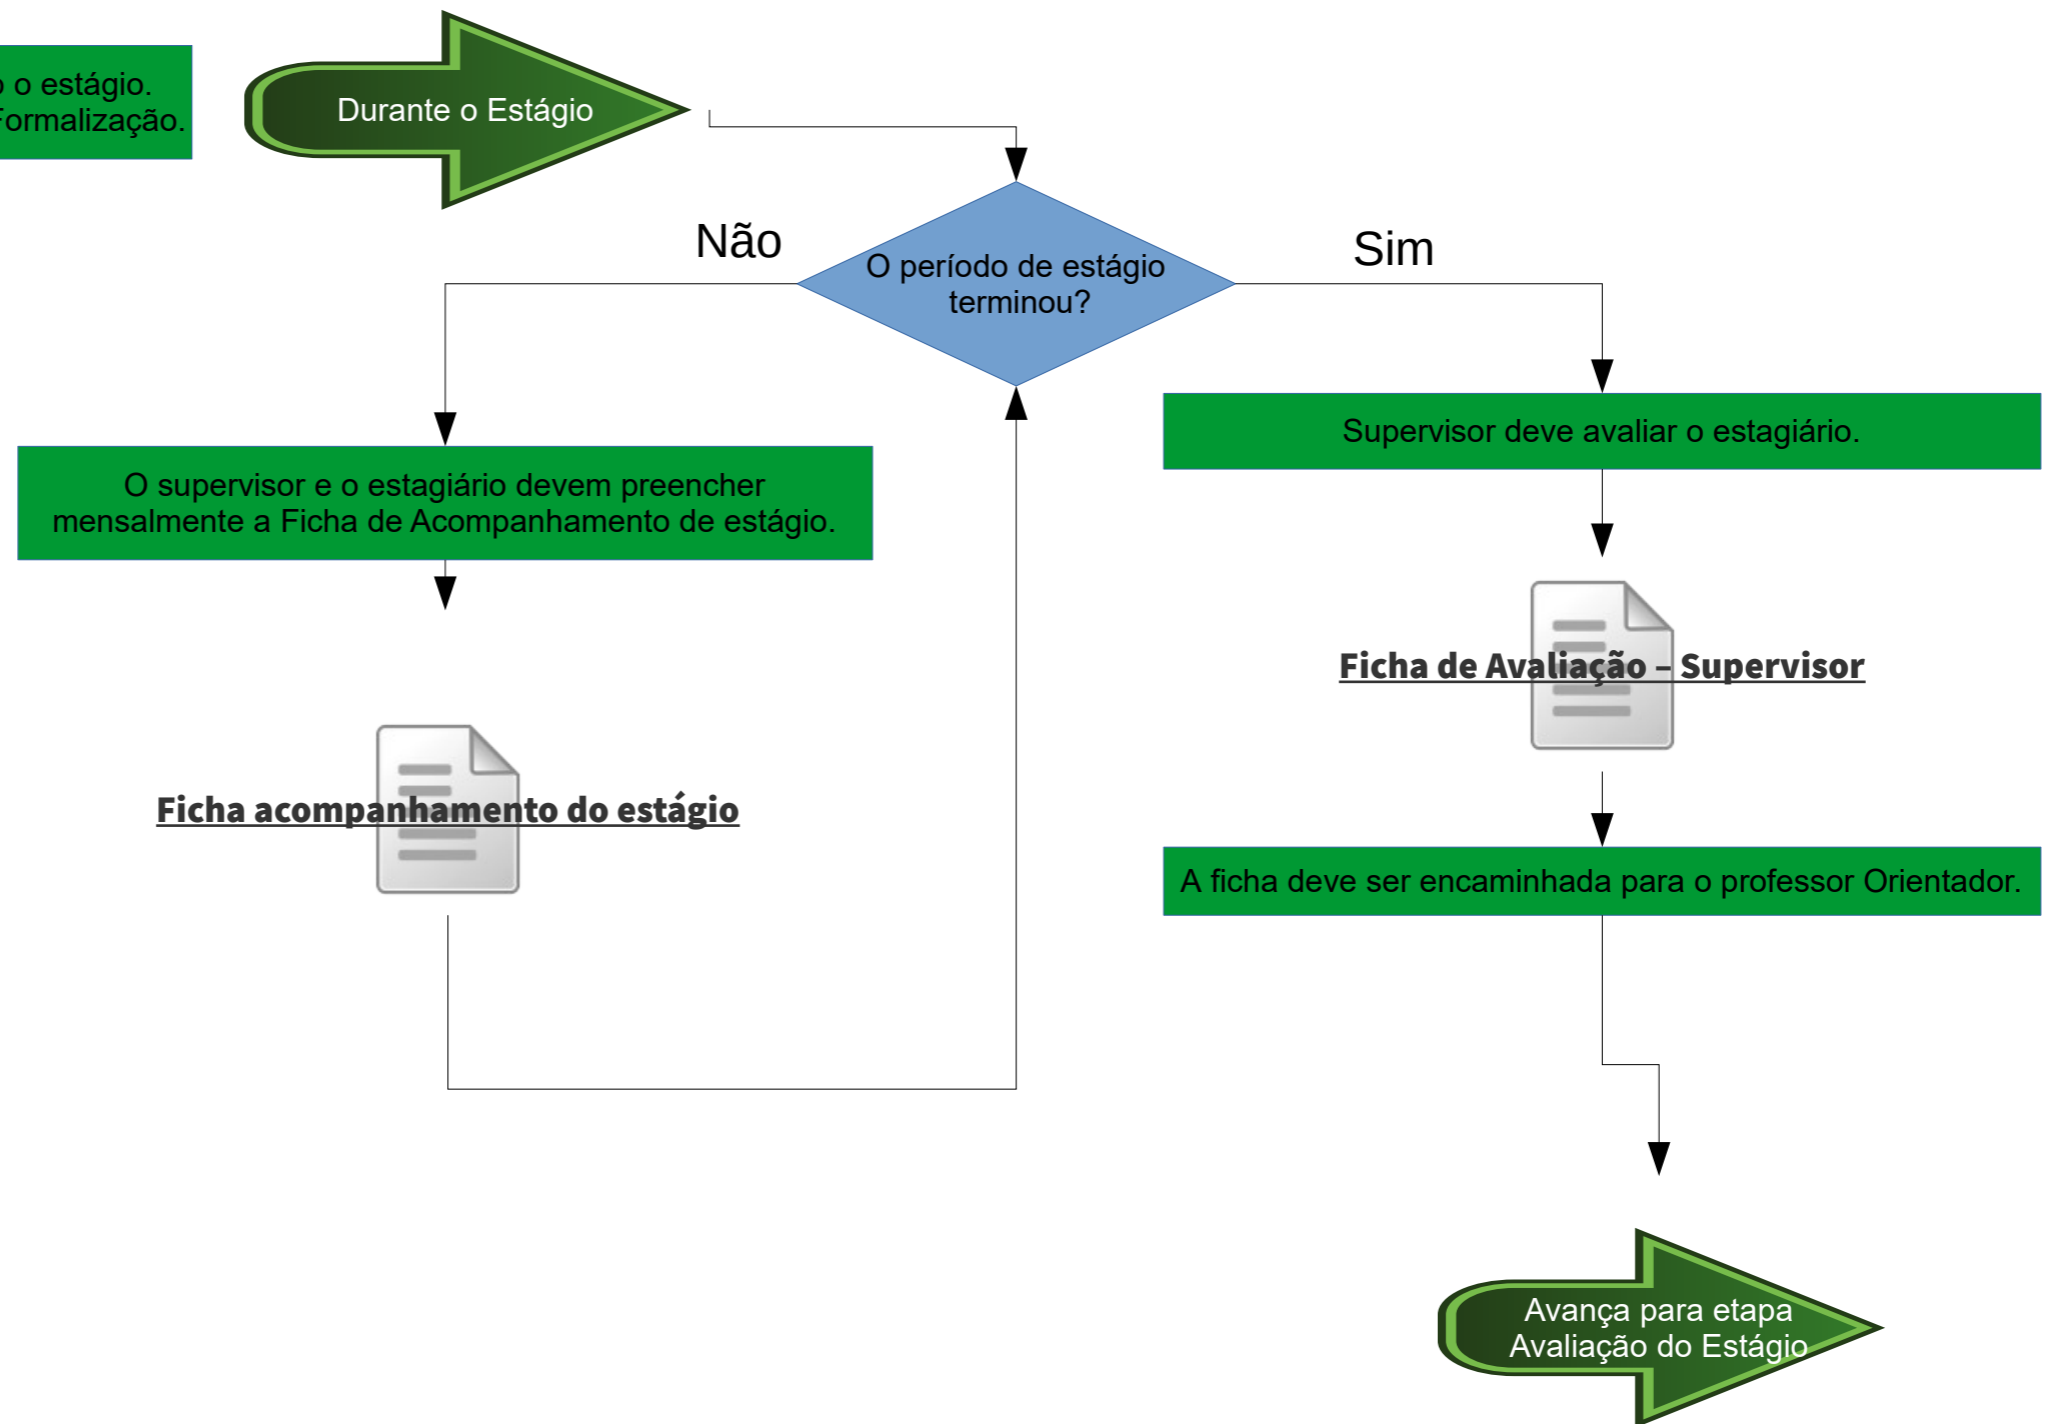 o estágio.
Formalização.
Durante o Estágio
Não
Sim
O período de estágio
terminou?
Supervisor deve avaliar o estagiário.
O supervisor e o estagiário devem preencher
mensalmente a Ficha de Acompanhamento de estágio.
Ficha de Avaliação – Supervisor
Ficha acompanhamento do estágio
A ficha deve ser encaminhada para o professor Orientador.
Avança para etapa
Avaliação do Estágio